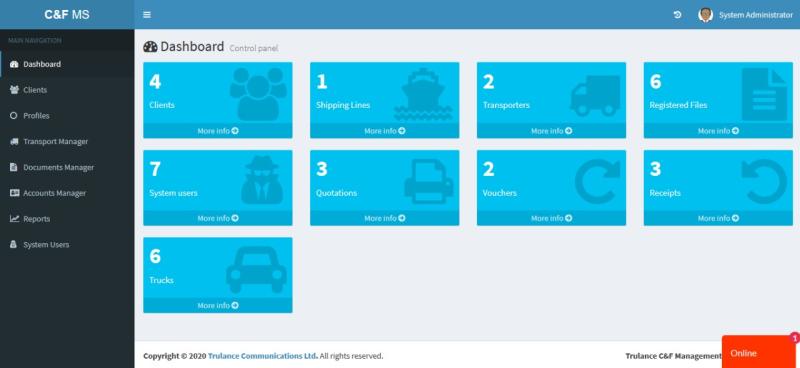 C&F MS
System Administrator
MAIN NAVIGATION
Dashboard
Clients
Profiles
Transport Manager
Documents Manager
Accounts Manager
Reports
System Users
Dashboard Control panel
4
Clients
More info
1
Shipping Lines
More info
2
Transporters
More info
6
Registered Files
More info
7
System users
More info
3
Quotations
More info
2
Vouchers
More info
3
Receipts
More info
6
Trucks
More info
Copyright © 2020 Trulance Communications Ltd. All rights reserved.
Trulance C&F Management
Online
1